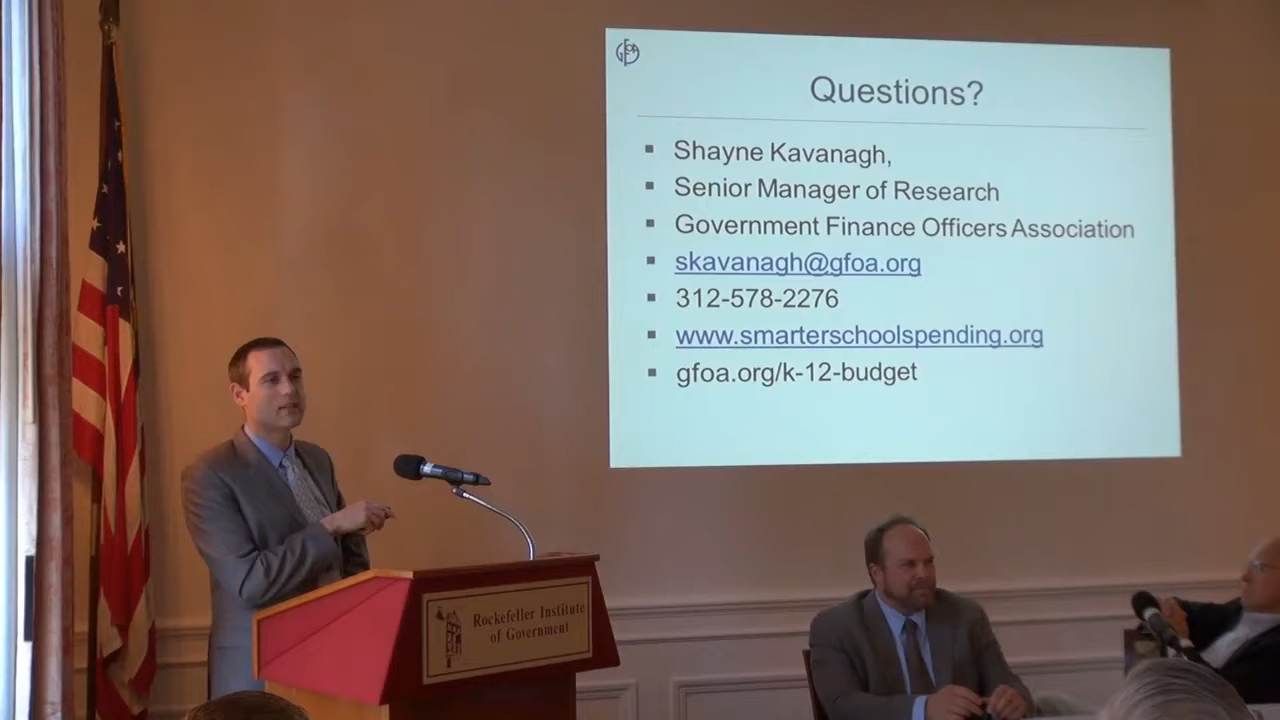 GFOA
Questions?
Shayne Kavanagh,
Senior Manager of Research
Government Finance Officers Association
skavanagh@gfoa.org
312-578-2276
www.smarterschoolspending.org
gfoa.org/k-12-budget
Rockefeller Institute
of Government